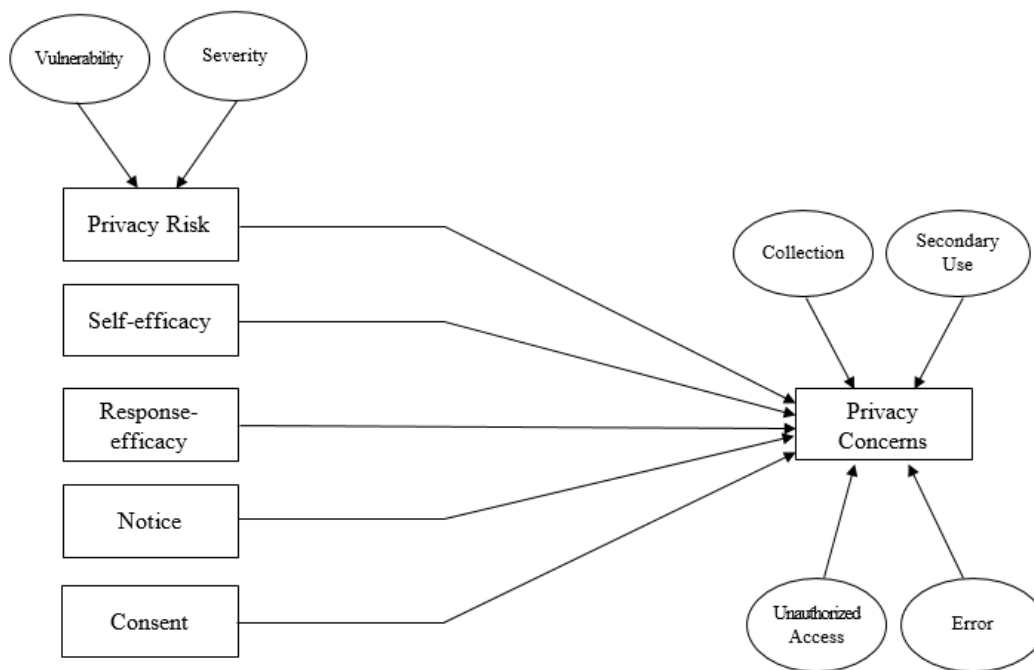 Vulnerability
Severity
Privacy Risk
Self-efficacy
Response-
efficacy
Notice
Consent
Collection
Secondary
Use
Privacy
Concerns
Unauthorized
Access
Error